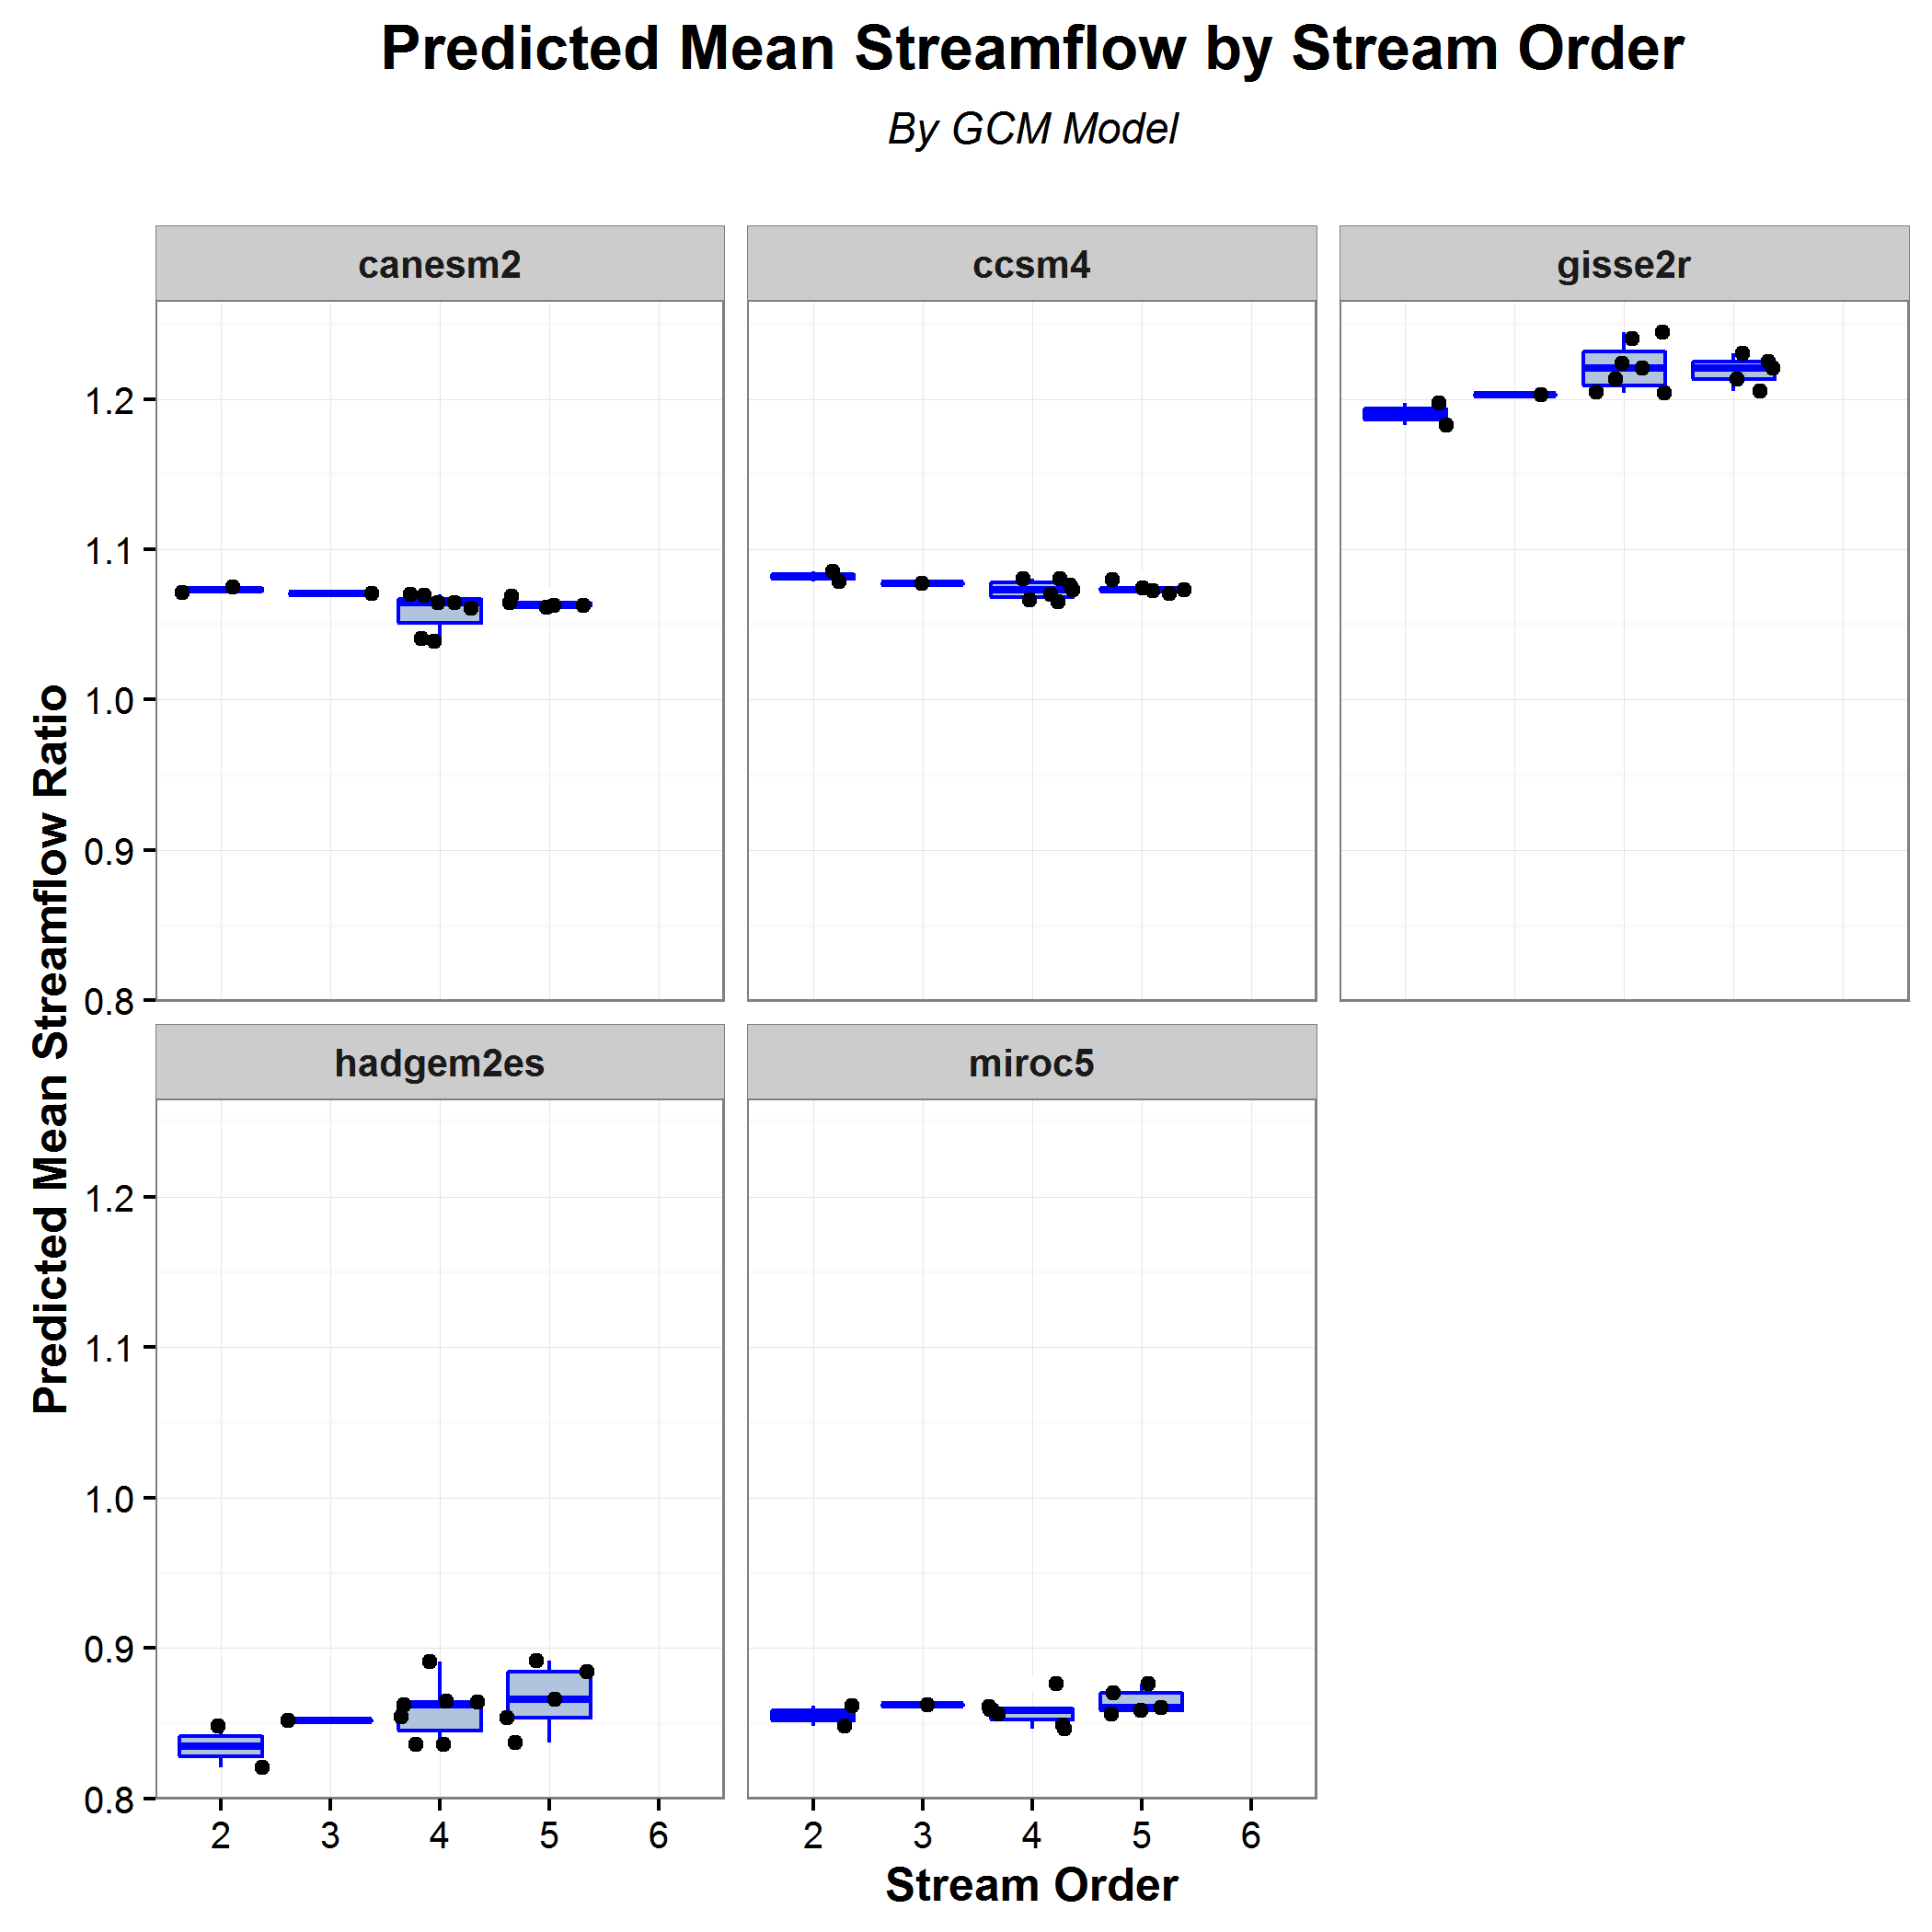 Predicted Mean Streamflow by Stream Order
By GCM Model
canesm2
ccsm4
gisse2r
1.2
1.1
1.0
0.9
0.8
Predicted Mean Streamflow Ratio
hadgem2es
miroc5
1.2
1.1
1.0
0.9
0.8
2 3 4 5 6
2 3 4 5 6
Stream Order